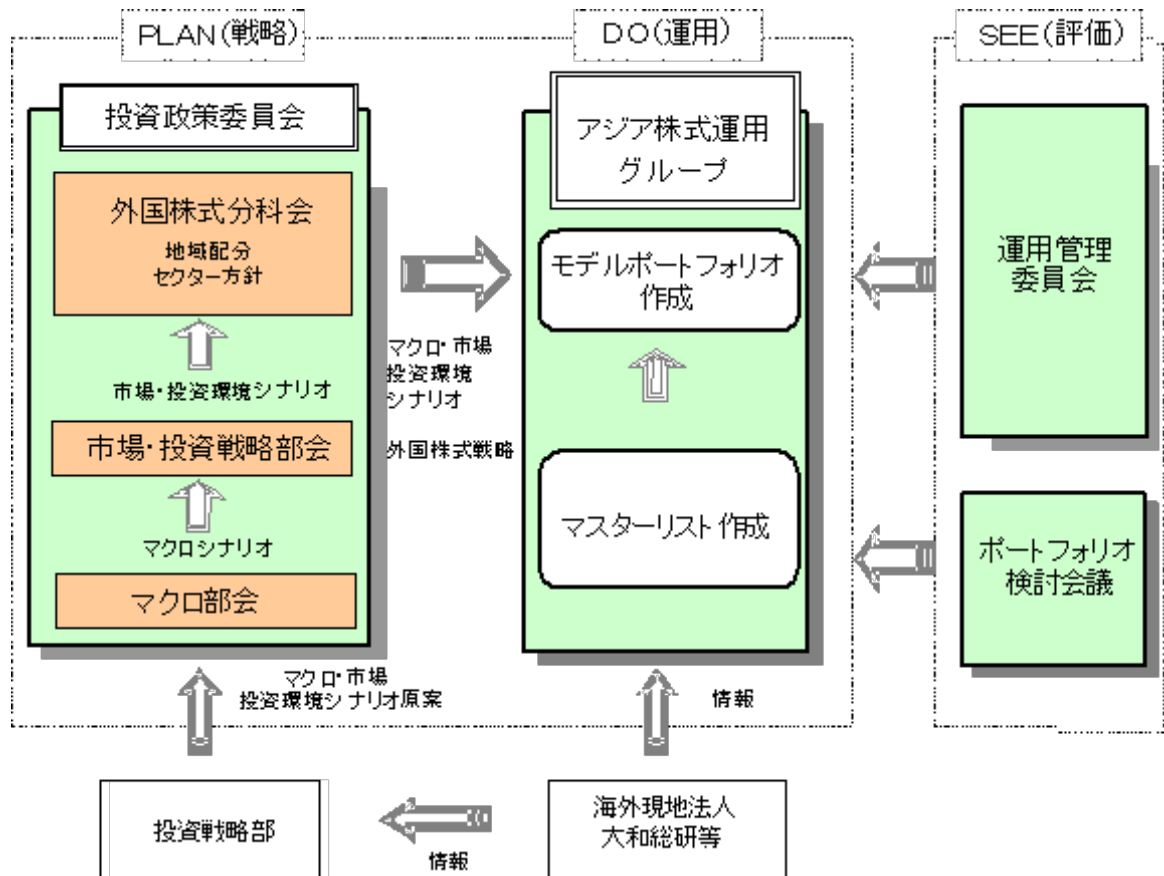 PLAN(戦略)
DO(運用)
SEE(評価)
投資政策委員会
外国株式分科会
地域配分
セクター方針
市場・投資環境シナリオ
市場・投資戦略部会
マクロシナリオ
マクロ部会
マクロ・市場
投資環境
シナリオ
外国株式戦略
アジア株式運用
グループ
モデルポートフォリオ
作成
マスターリスト作成
運用管理
委員会
ポートフォリオ
検討会議
マクロ・市場
投資環境シナリオ原案
情報
投資戦略部
情報
海外現地法人
大和総研等